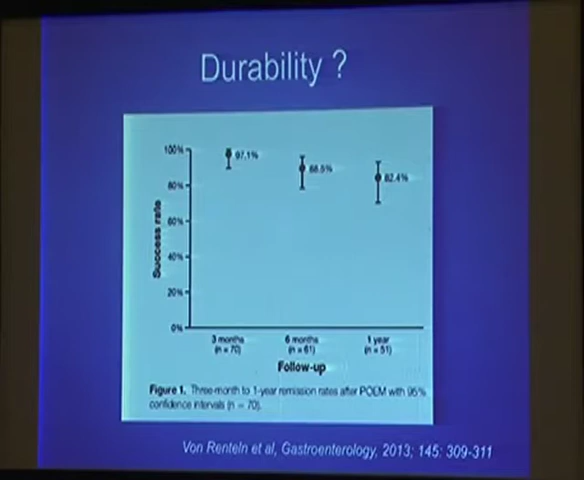 Durability ?
100%
80%
60%
40%
20%
0%
Success rate
97.1%
88.5%
82.4%
3 months
(n = 70)
6 months
(n = 61)
1 year
(n = 51)
Follow-up
Figure 1. Three-month to 1-year remission rates after POEM with 95%
confidence intervals (n = 70).
Von Renteln et al, Gastroenterology, 2013; 145: 309-311